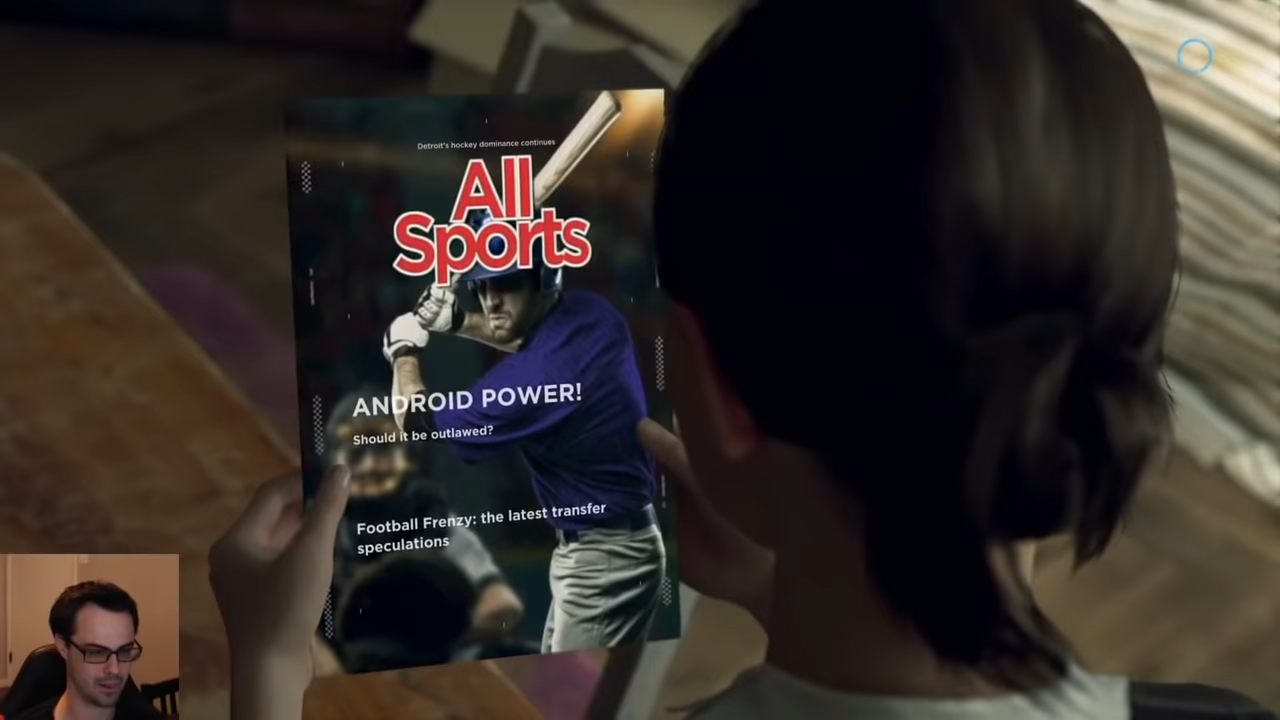 Detroit's hockey dominance continues
All
Sports
ANDROID POWER!
Should it be outlawed?
Football Frenzy: the latest transfer
speculations